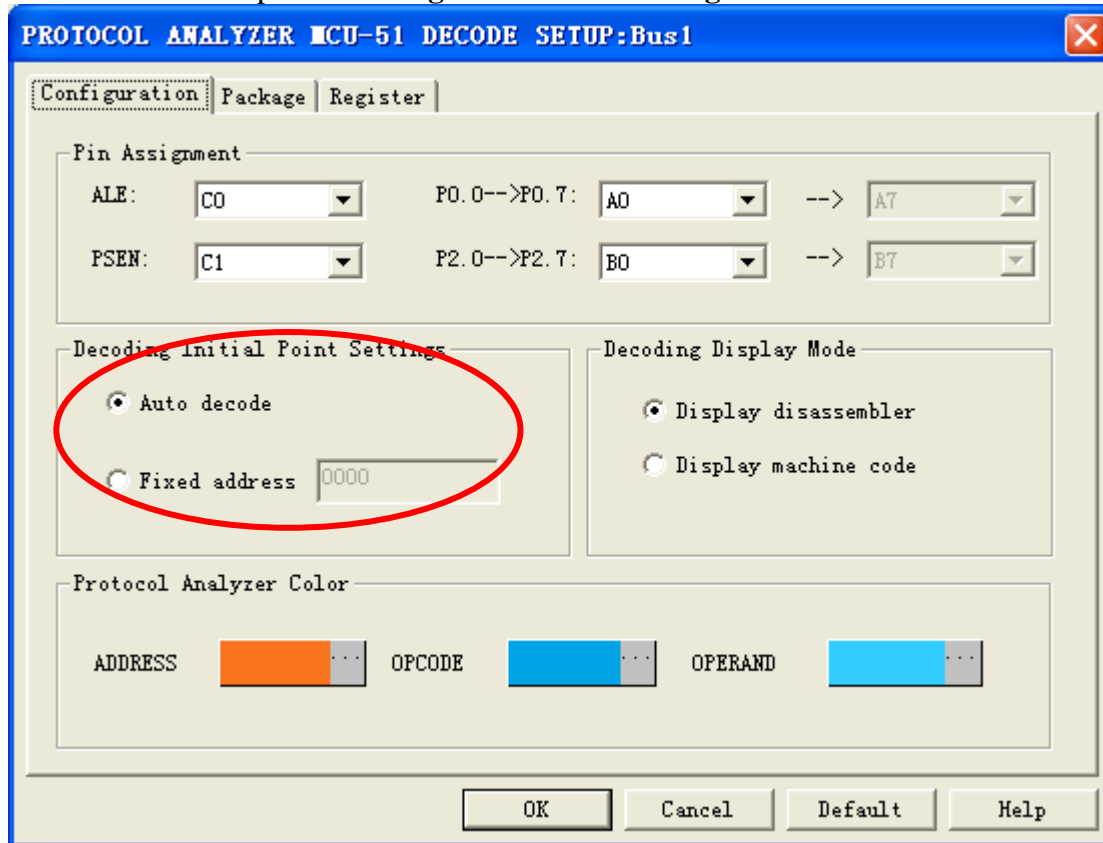 PROTOCOL ANALYZER MCU-51 DECODE SETUP:Bus1
Configuration Package Register
Pin Assignment
ALE: C0 P0.0-->P0.7: A0 --> A7
PSEN: C1 P2.0-->P2.7: B0 --> B7
Decoding Initial Point Settings Decoding Display Mode
Auto decode Display disassembler
Fixed address 0000 Display machine code
Protocol Analyzer Color
ADDRESS ... OPCODE ... OPERAND ...
OK Cancel Default Help